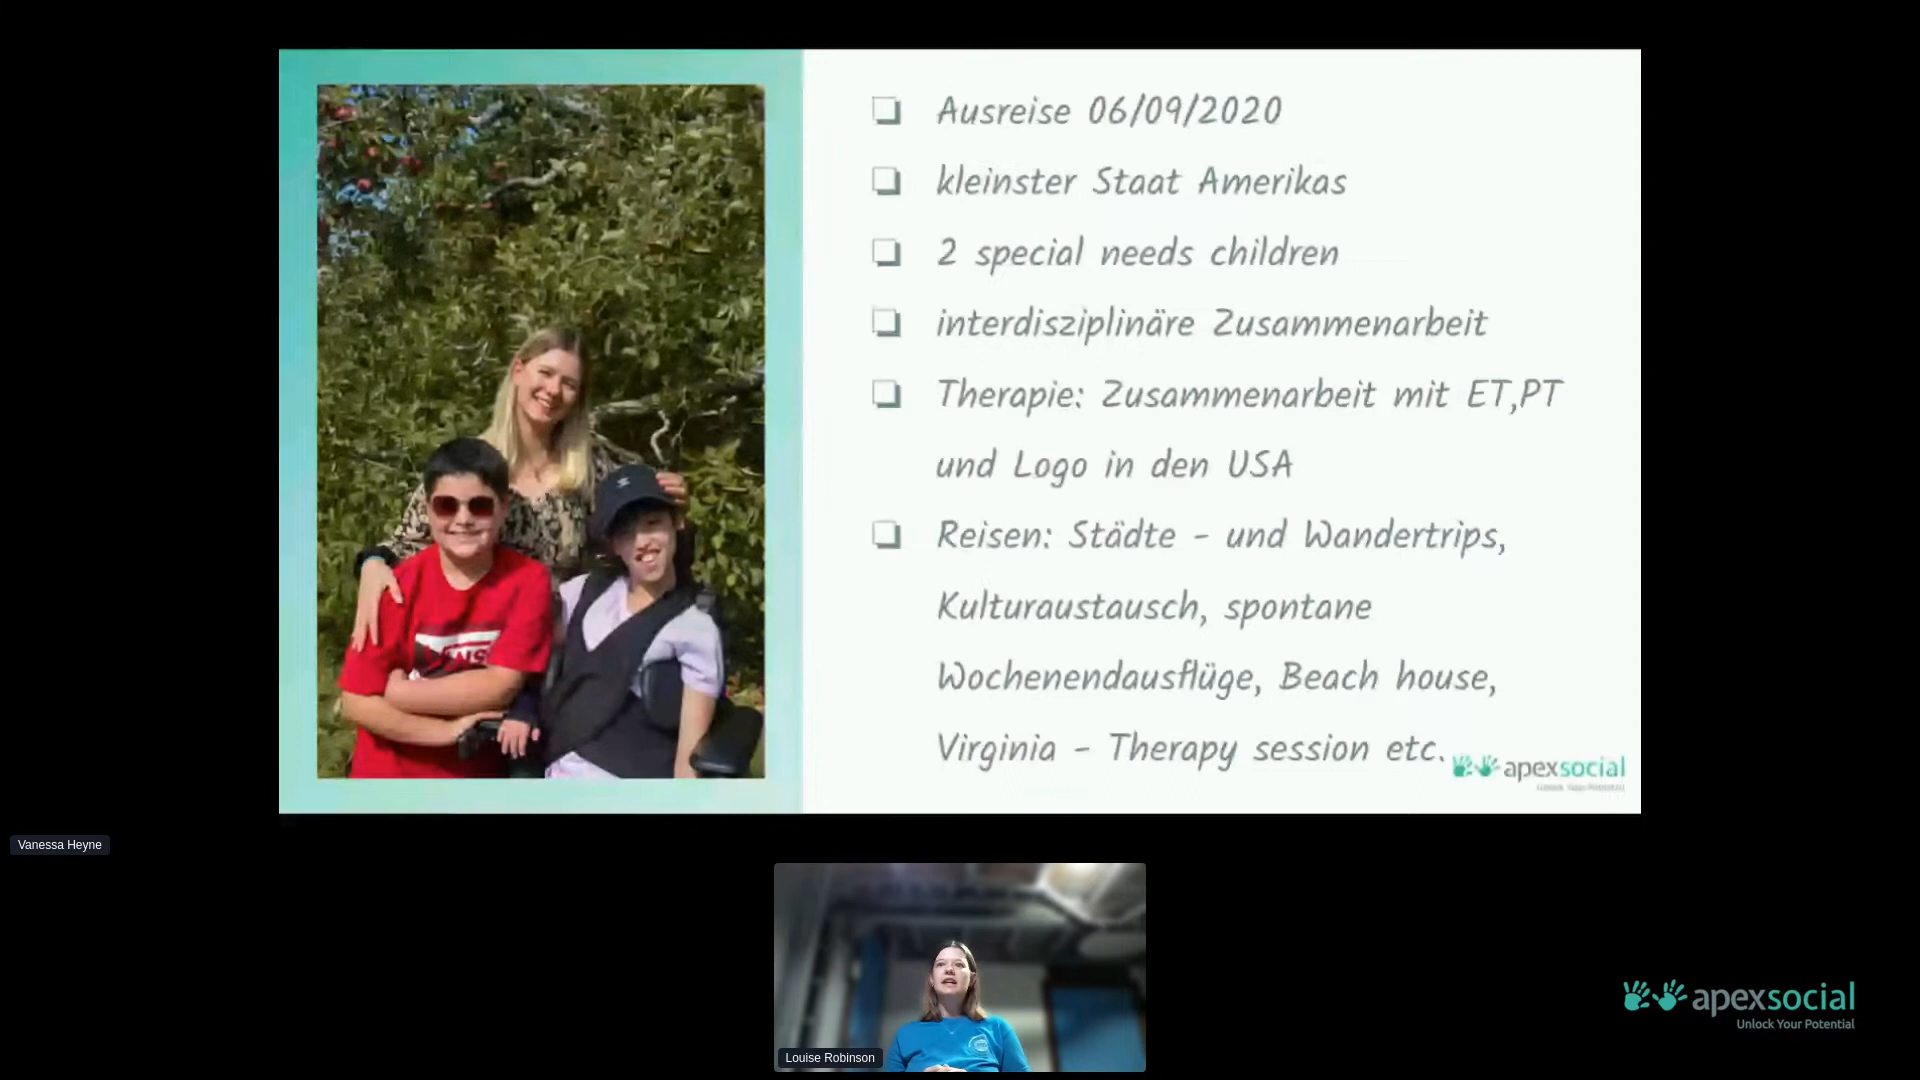 Ausreise 06/09/2020
kleinster Staat Amerikas
2 special needs children
interdisziplinäre Zusammenarbeit
Therapie: Zusammenarbeit mit ET,PT
und Logo in den USA
Reisen: Städte - und Wandertrips,
Kulturaustausch, spontane
Wochenendausflüge, Beach house,
Virginia - Therapy session etc.
apexsocial
Vanessa Heyne
Louise Robinson
apexsocial
Unlock Your Potential